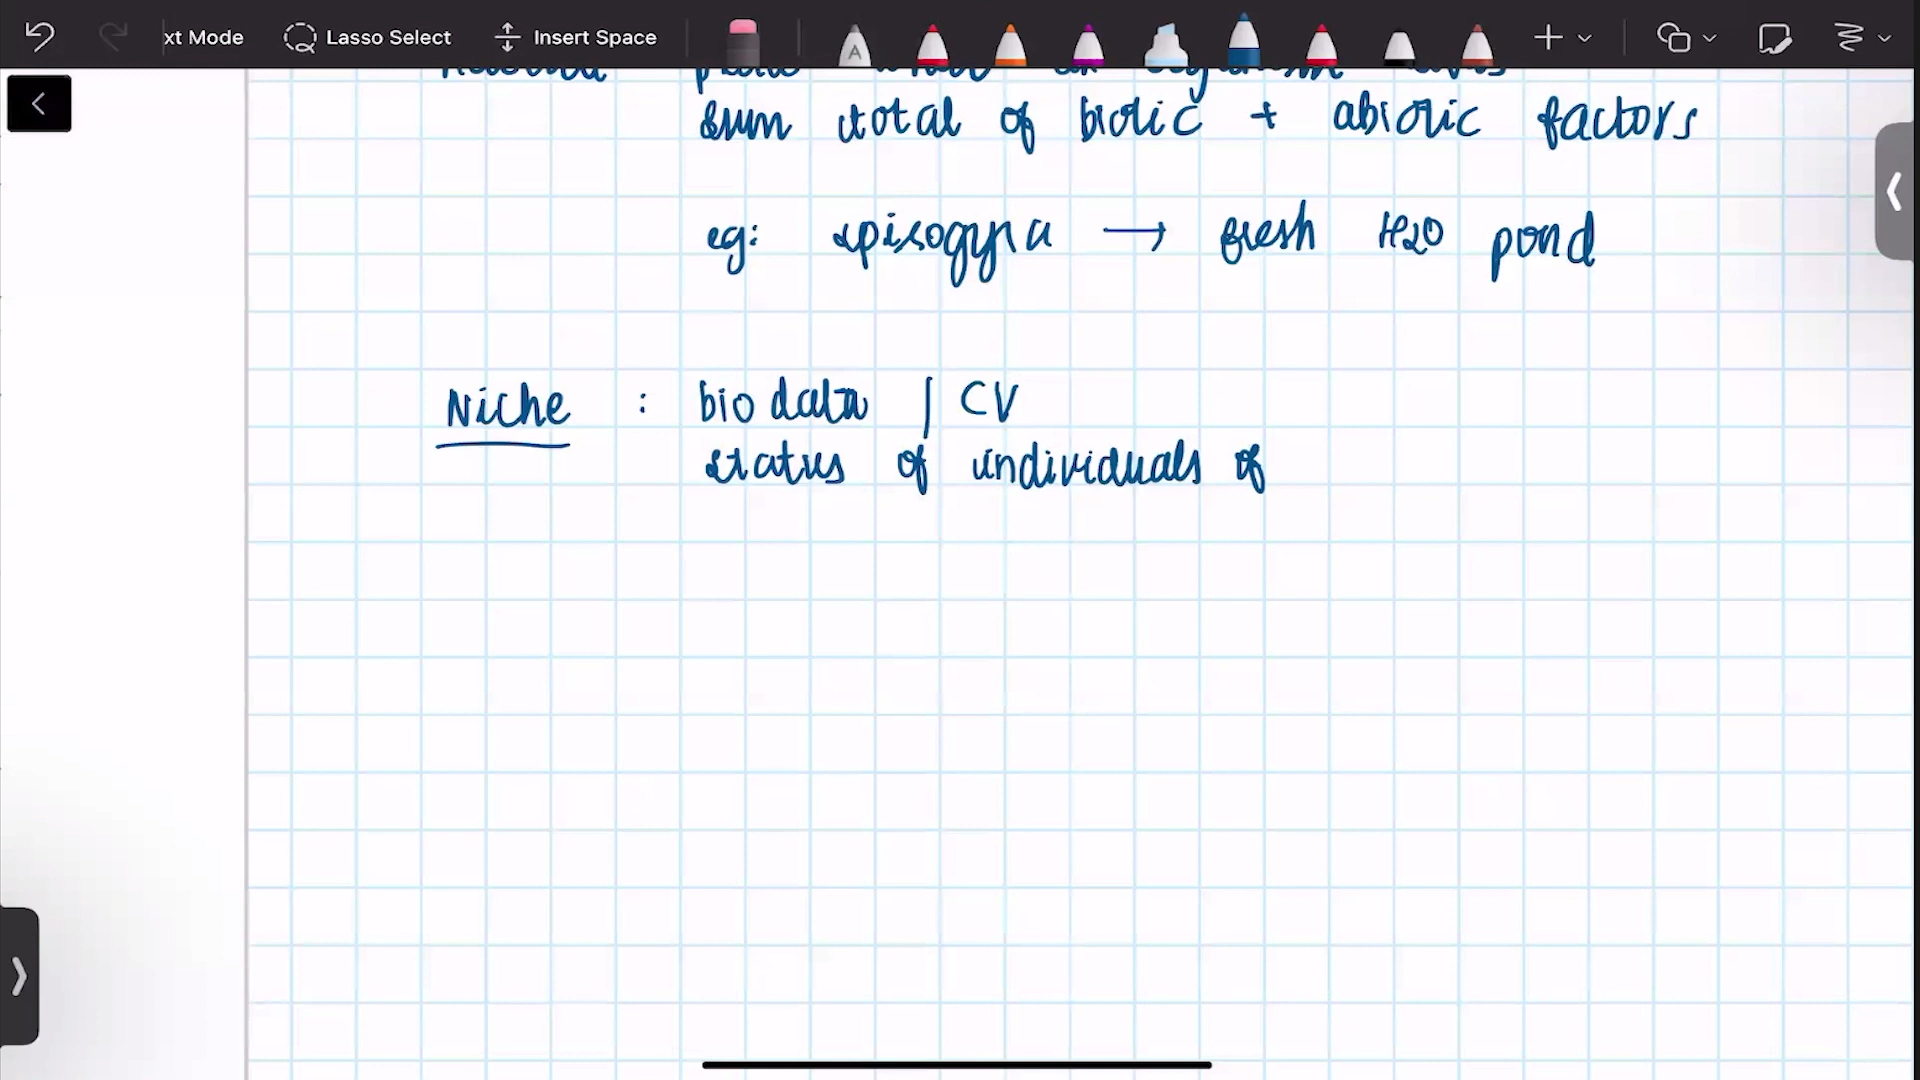 xt Mode Lasso Select Insert Space
A
sum total of biotic + abiotic factors
eg: spirogyra → fresh H2O pond
Niche : bio data / CV
status of individuals of